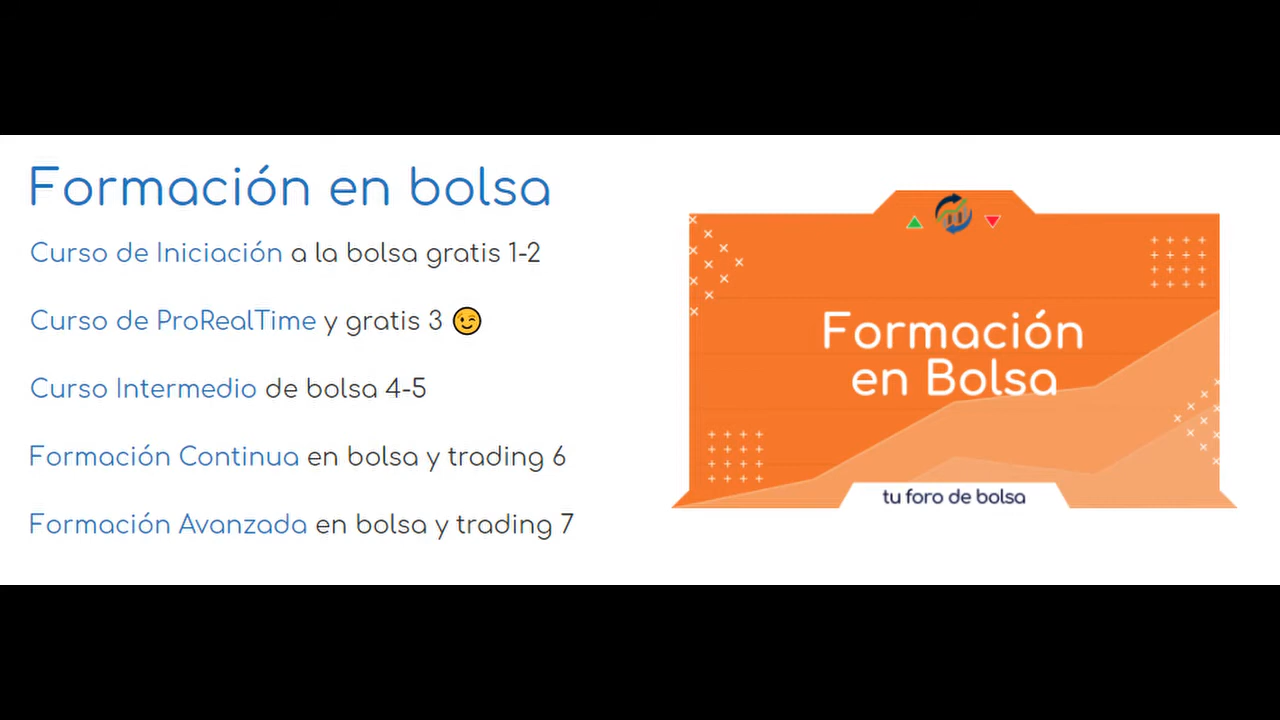 Formación en bolsa
Curso de Iniciación a la bolsa gratis 1-2
Curso de ProRealTime y gratis 3 😉
Curso Intermedio de bolsa 4-5
Formación Continua en bolsa y trading 6
Formación Avanzada en bolsa y trading 7
Formación
en Bolsa
tu foro de bolsa